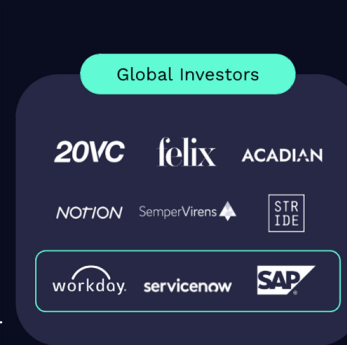 Global Investors
20VC felix ACADIAN
NOTION SemperVirens STRIDE
workday. servicenow SAP